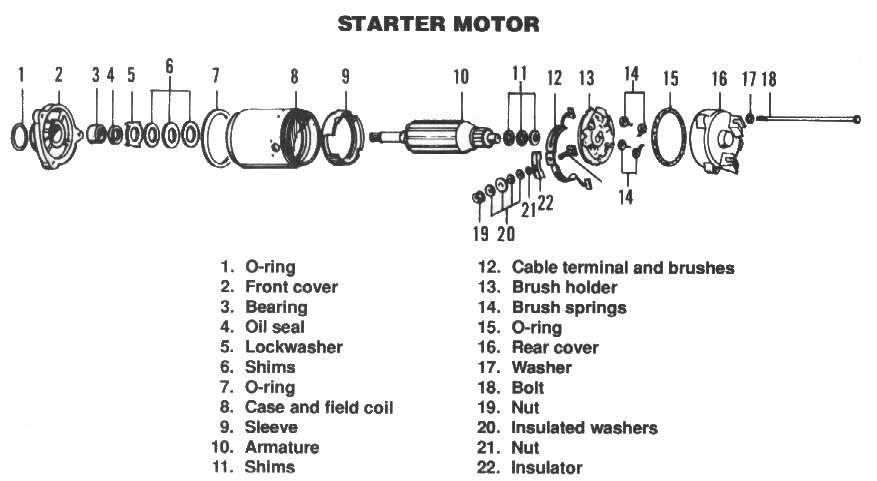 STARTER MOTOR
1 2 3 4 5 6 7 8 9 10 11 12 13 14 15 16 17 18
14
21 22
19 20
1. O-ring
2. Front cover
3. Bearing
4. Oil seal
5. Lockwasher
6. Shims
7. O-ring
8. Case and field coil
9. Sleeve
10. Armature
11. Shims
12. Cable terminal and brushes
13. Brush holder
14. Brush springs
15. O-ring
16. Rear cover
17. Washer
18. Bolt
19. Nut
20. Insulated washers
21. Nut
22. Insulator